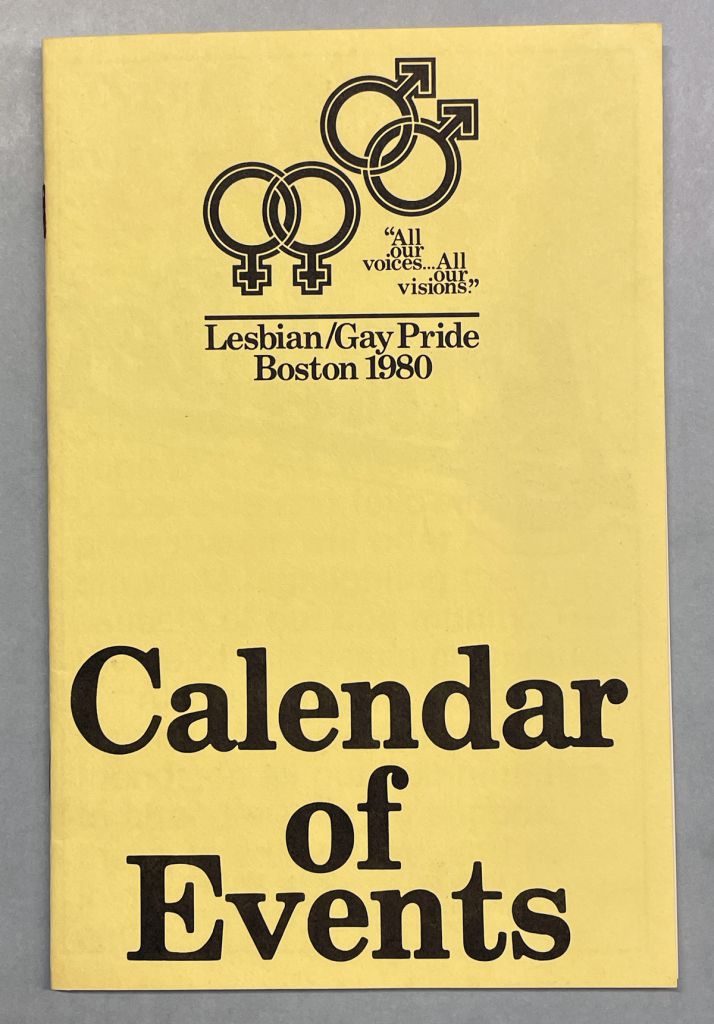 “All
our
voices...All
our
visions.”
Lesbian/Gay Pride
Boston 1980
Calendar
of
Events